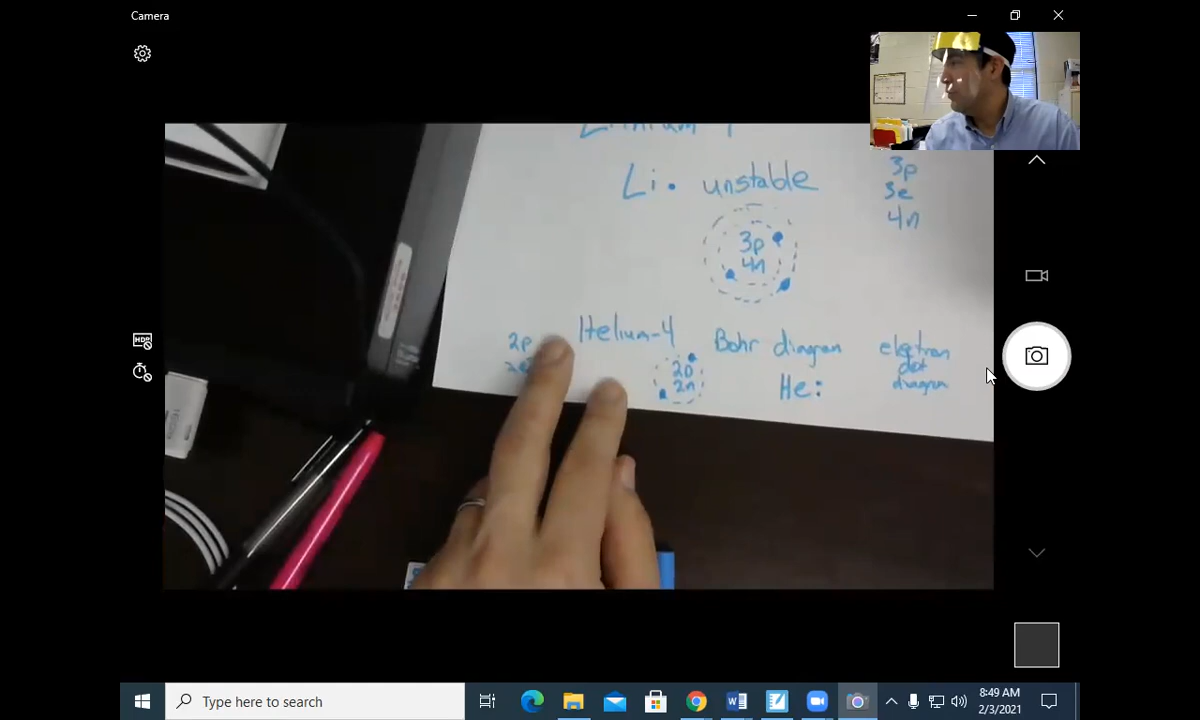 Camera
Li. unstable
3p
3e
4n
3p
4n
2p
Helium-4
Bohr diagram
electron
dot
diagram
2p
2n
He:
Type here to search
8:49 AM
2/3/2021